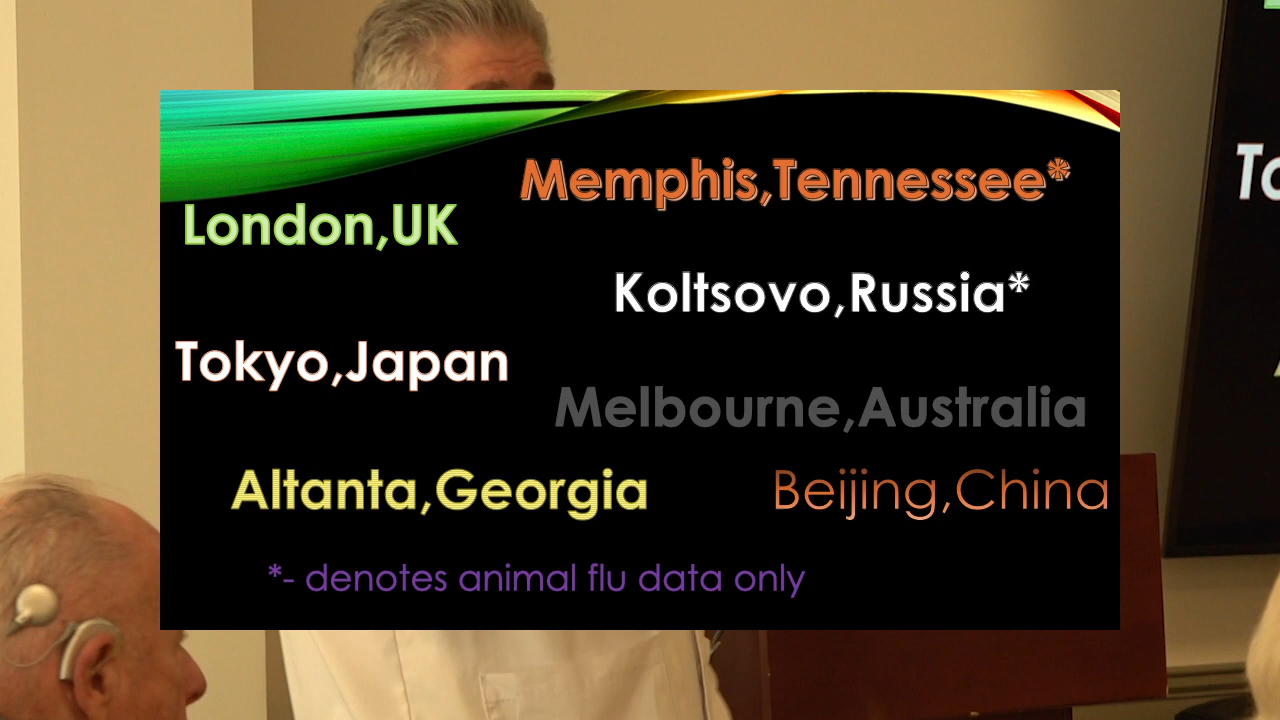 Memphis,Tennessee*
London,UK
Koltsovo,Russia*
Tokyo,Japan
Melbourne,Australia
Altanta,Georgia
Beijing,China
*- denotes animal flu data only